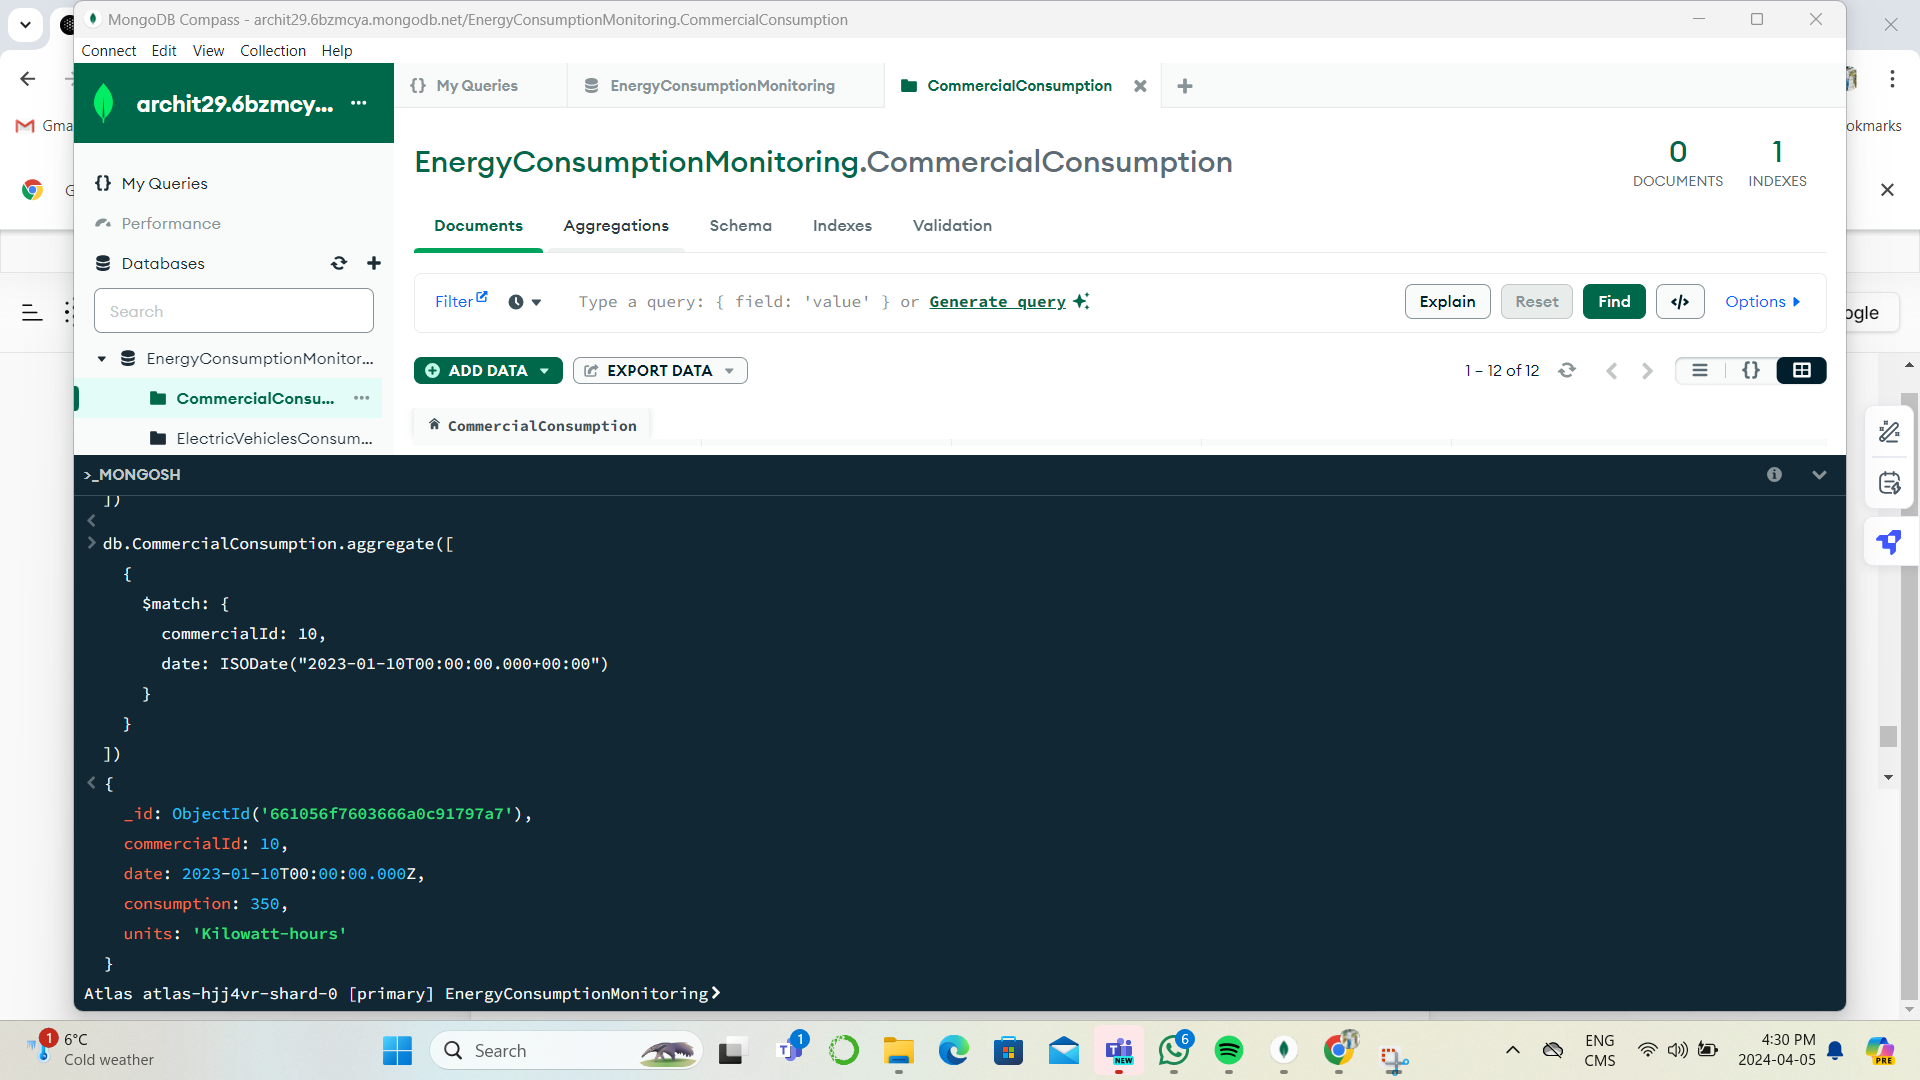 MongoDB Compass - archit29.6bzmcya.mongodb.net/EnergyConsumptionMonitoring.CommercialConsumption
Connect Edit View Collection Help
archit29.6bzmcy... ···
{} My Queries
EnergyConsumptionMonitoring
CommercialConsumption
Gma
okmarks
ogle
{} My Queries
Performance
Databases
Search
EnergyConsumptionMonitor...
CommercialConsu... ···
ElectricVehiclesConsum...
EnergyConsumptionMonitoring.CommercialConsumption
0
DOCUMENTS
1
INDEXES
Documents Aggregations Schema Indexes Validation
Filter
Type a query: { field: 'value' } or Generate query
Explain Reset Find </> Options
ADD DATA EXPORT DATA 1 – 12 of 12 {}
CommercialConsumption
>_MONGOSH
])
<
> db.CommercialConsumption.aggregate([
{
$match: {
commercialId: 10,
date: ISODate("2023-01-10T00:00:00.000+00:00")
}
}
])
< {
_id: ObjectId('661056f7603666a0c91797a7'),
commercialId: 10,
date: 2023-01-10T00:00:00.000Z,
consumption: 350,
units: 'Kilowatt-hours'
}
Atlas atlas-hjj4vr-shard-0 [primary] EnergyConsumptionMonitoring>
1
6°C
Cold weather
Search
1
NEW
6
ENG
CMS
4:30 PM
2024-04-05
PRE